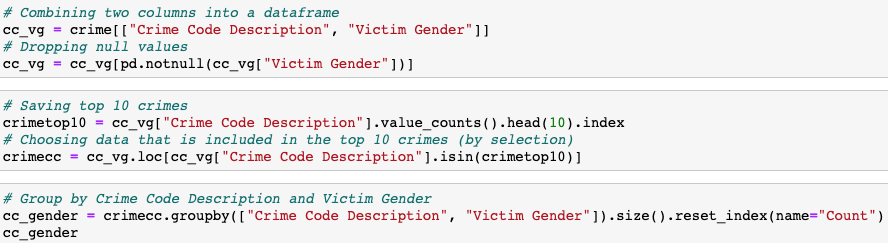 # Combining two columns into a dataframe
cc_vg = crime[["Crime Code Description", "Victim Gender"]]
# Dropping null values
cc_vg = cc_vg[pd.notnull(cc_vg["Victim Gender"])]
# Saving top 10 crimes
crimetop10 = cc_vg["Crime Code Description"].value_counts().head(10).index
# Choosing data that is included in the top 10 crimes (by selection)
crimecc = cc_vg.loc[cc_vg["Crime Code Description"].isin(crimetop10)]
# Group by Crime Code Description and Victim Gender
cc_gender = crimecc.groupby(["Crime Code Description", "Victim Gender"]).size().reset_index(name="Count")
cc_gender